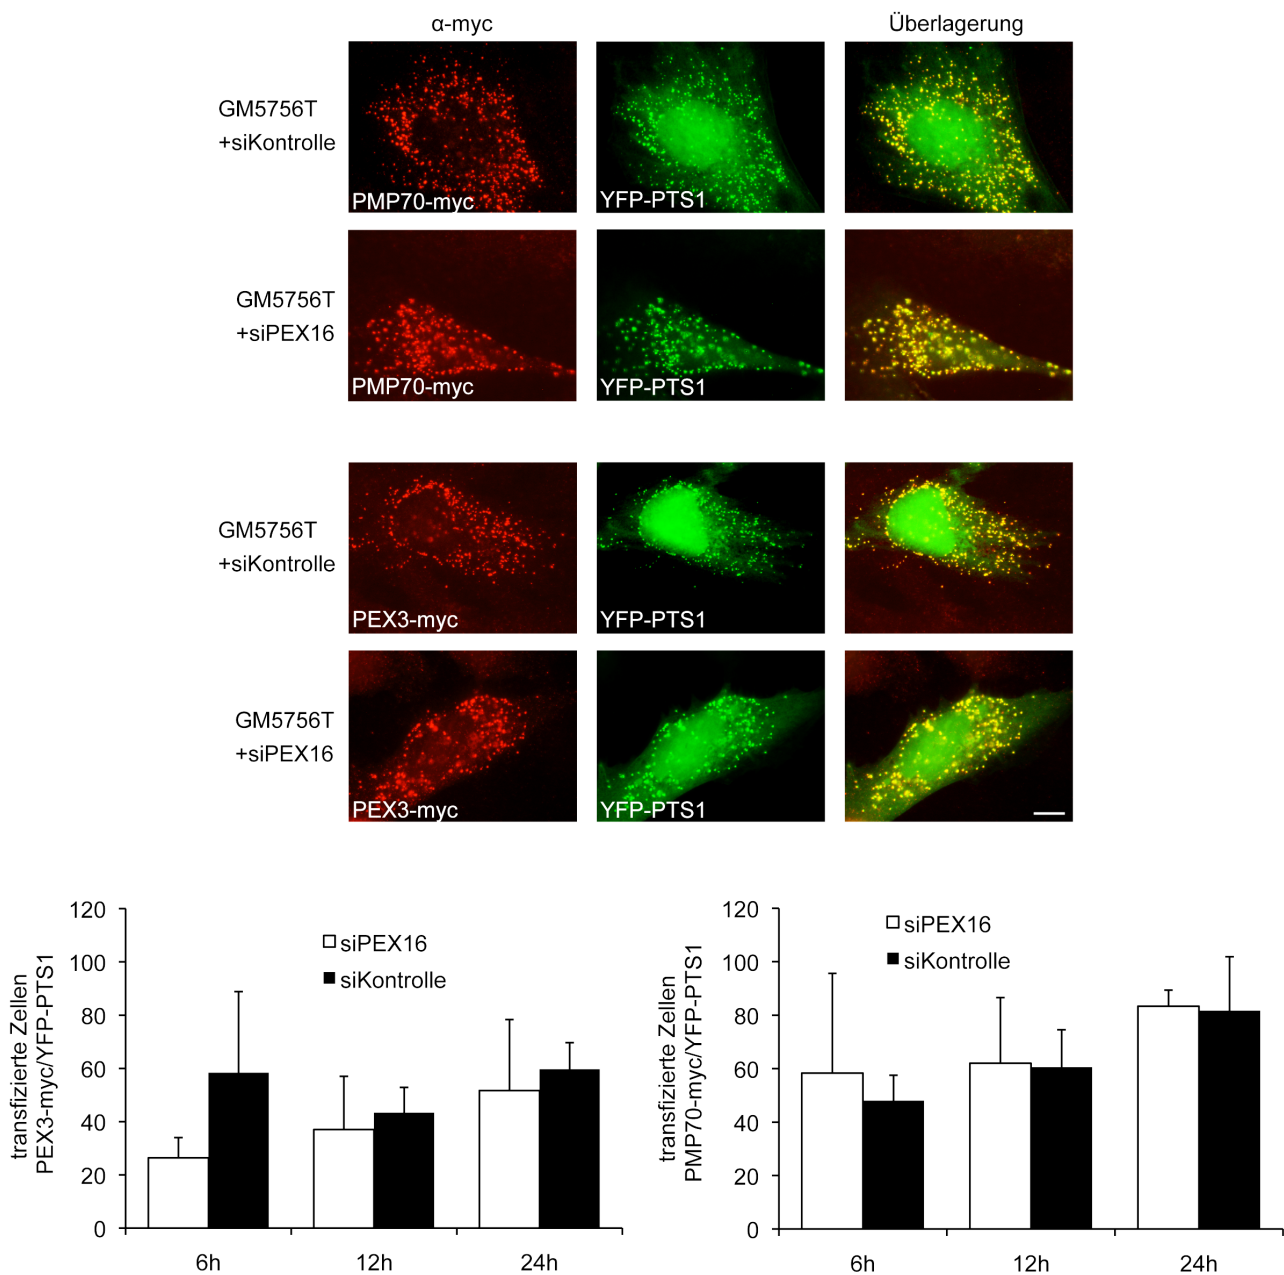 α-myc
Überlagerung
GM5756T
+siKontrolle
PMP70-myc
YFP-PTS1
GM5756T
+siPEX16
PMP70-myc
YFP-PTS1
GM5756T
+siKontrolle
PEX3-myc
YFP-PTS1
GM5756T
+siPEX16
PEX3-myc
YFP-PTS1
transfizierte Zellen
PEX3-myc/YFP-PTS1
120
100
80
60
40
20
0
siPEX16
siKontrolle
6h
12h
24h
transfizierte Zellen
PMP70-myc/YFP-PTS1
120
100
80
60
40
20
0
siPEX16
siKontrolle
6h
12h
24h